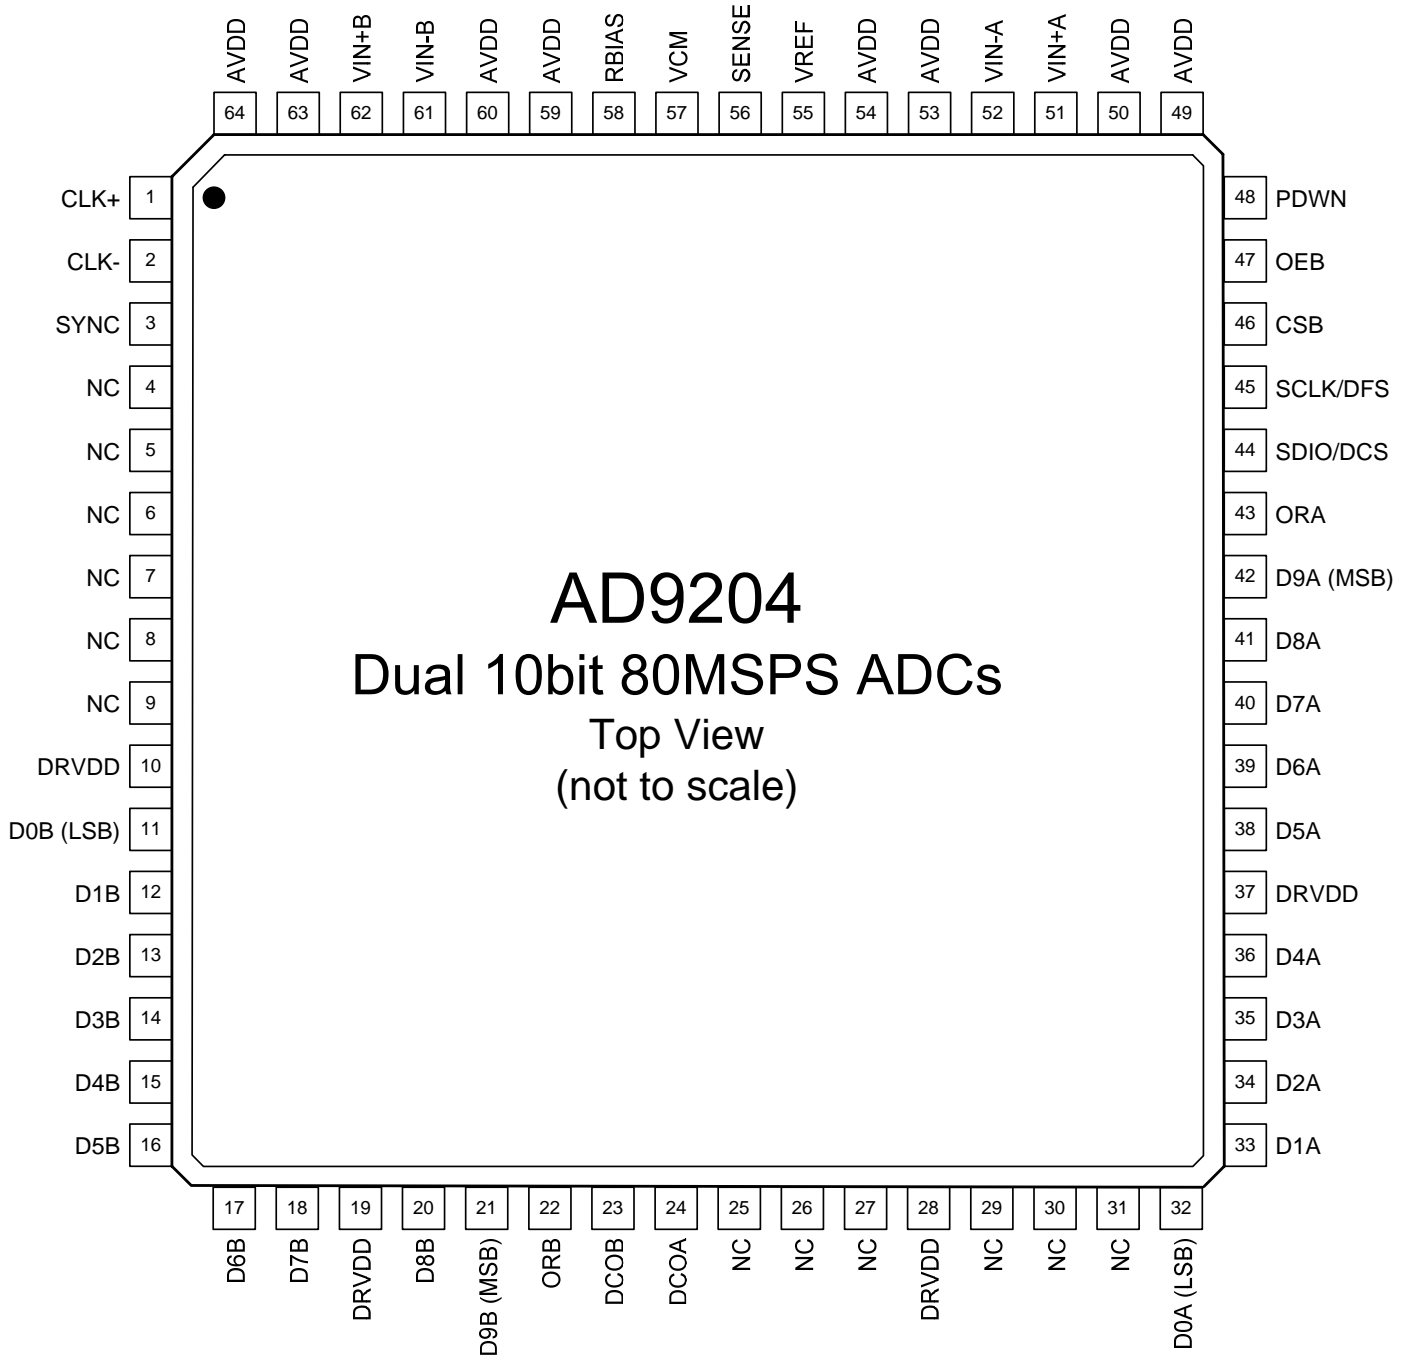 AVDD
AVDD
VIN+B
VIN-B
AVDD
AVDD
RBIAS
VCM
SENSE
VREF
AVDD
AVDD
VIN-A
VIN+A
AVDD
AVDD
64 63 62 61 60 59 58 57 56 55 54 53 52 51 50 49
CLK+ 1
CLK- 2
SYNC 3
NC 4
NC 5
NC 6
NC 7
NC 8
NC 9
DRVDD 10
D0B (LSB) 11
D1B 12
D2B 13
D3B 14
D4B 15
D5B 16
AD9204
Dual 10bit 80MSPS ADCs
Top View
(not to scale)
48 PDWN
47 OEB
46 CSB
45 SCLK/DFS
44 SDIO/DCS
43 ORA
42 D9A (MSB)
41 D8A
40 D7A
39 D6A
38 D5A
37 DRVDD
36 D4A
35 D3A
34 D2A
33 D1A
17 18 19 20 21 22 23 24 25 26 27 28 29 30 31 32
D6B
D7B
DRVDD
D8B
D9B (MSB)
ORB
DCOB
DCOA
NC
NC
NC
DRVDD
NC
NC
NC
D0A (LSB)